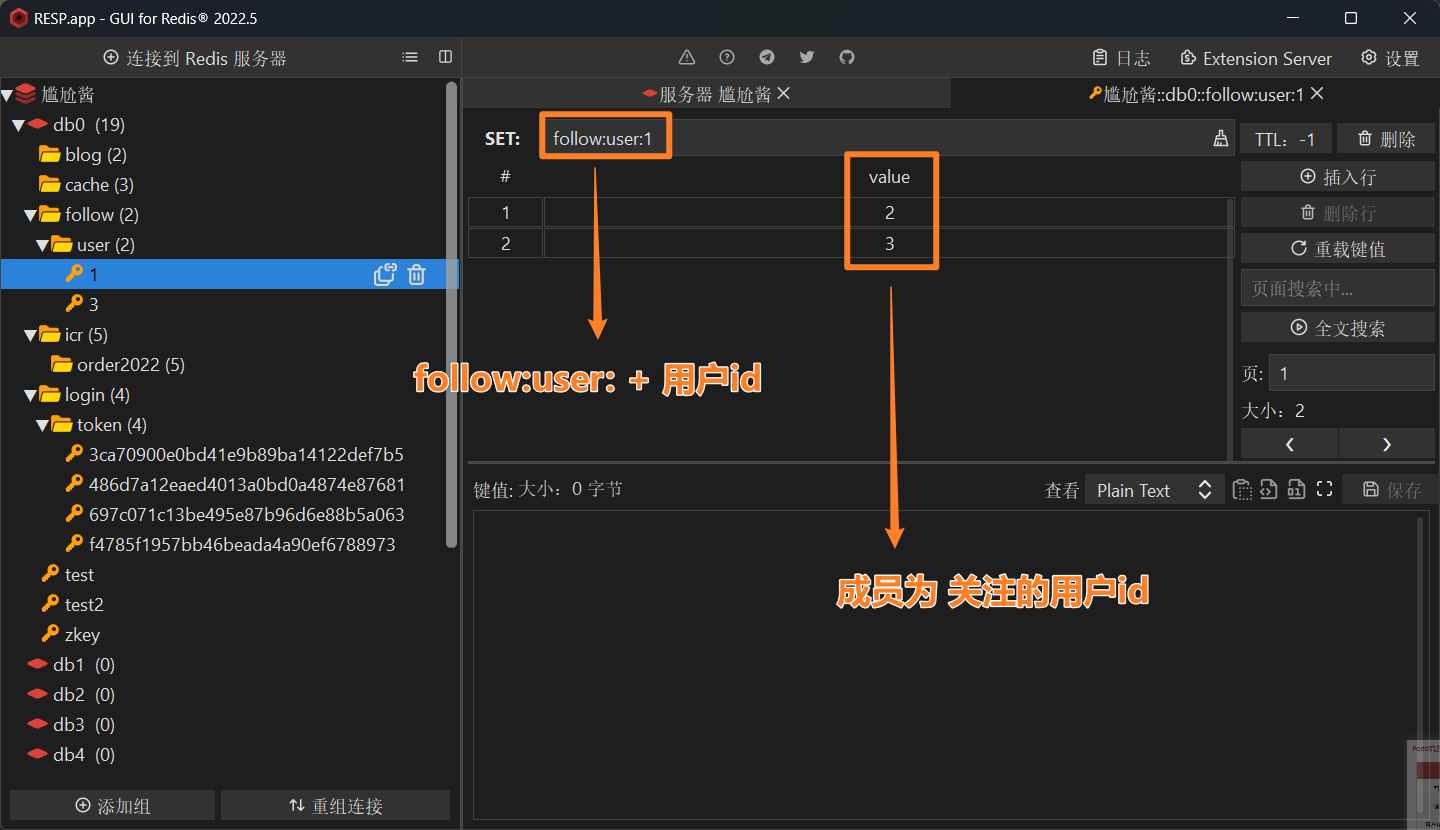 RESP.app - GUI for Redis® 2022.5
连接到 Redis 服务器
日志
Extension Server
设置
尴尬酱
db0 (19)
blog (2)
cache (3)
follow (2)
user (2)
1
3
icr (5)
order2022 (5)
login (4)
token (4)
3ca70900e0bd41e9b89ba14122def7b5
486d7a12eaed4013a0bd0a4874e87681
697c071c13be495e87b96d6e88b5a063
f4785f1957bb46beada4a90ef6788973
test
test2
zkey
db1 (0)
db2 (0)
db3 (0)
db4 (0)
添加组
重组连接
服务器 尴尬酱
尴尬酱::db0::follow:user:1
SET:
follow:user:1
TTL: -1
删除
# value
1 2
2 3
插入行
删除行
重载键值
页面搜索中...
全文搜索
页: 1
大小: 2
follow:user: + 用户id
键值: 大小: 0 字节
查看
Plain Text
保存
成员为 关注的用户id